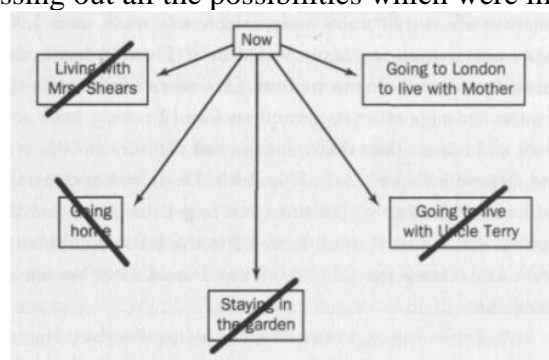 ssing out all the possibilities which were in
Now
Living with
Mrs. Shears
Going to London
to live with Mother
Going
home
Going to live
with Uncle Terry
Staying in
the garden